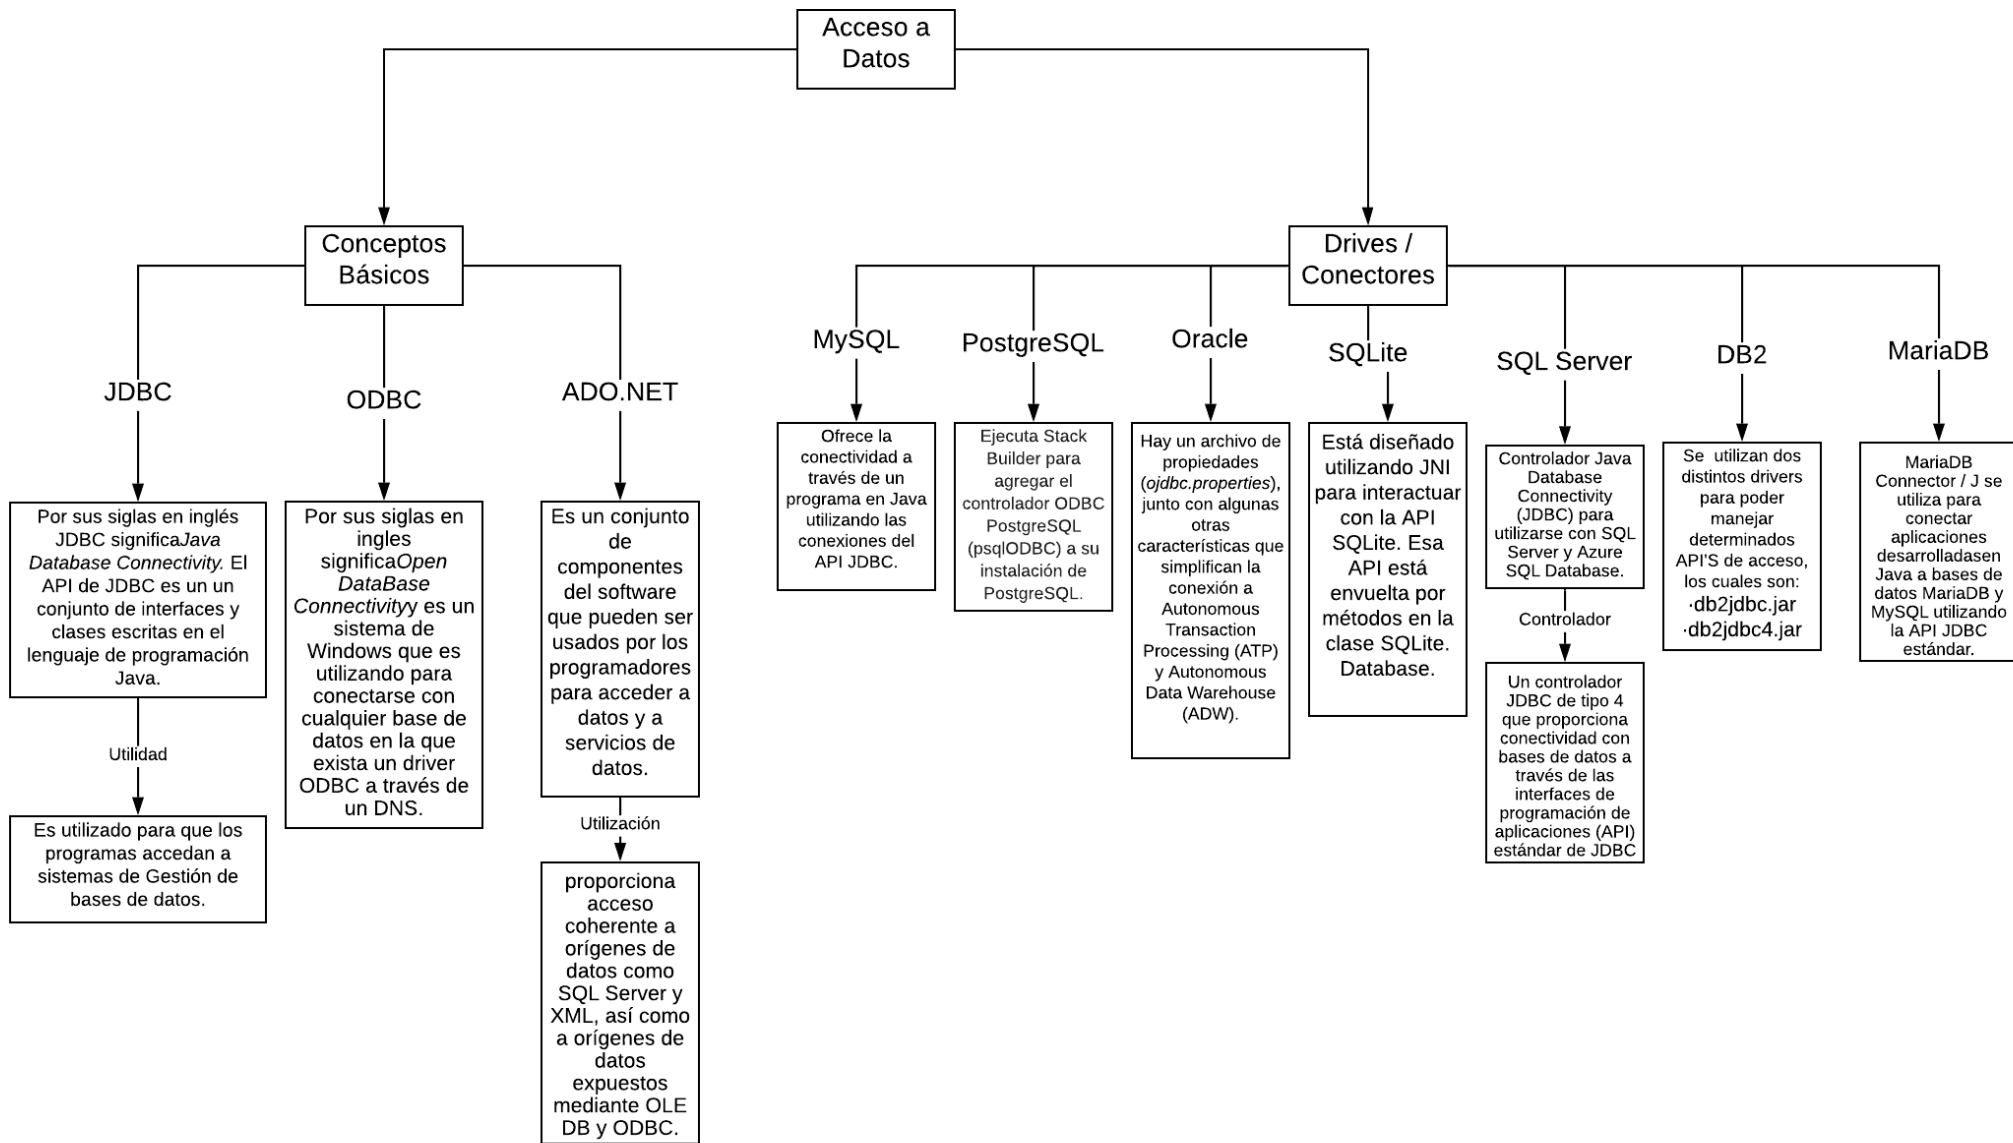 Acceso a
Datos
Conceptos
Básicos
Drives /
Conectores
JDBC
Por sus siglas en inglés
JDBC significaJava
Database Connectivity. El
API de JDBC es un un
conjunto de interfaces y
clases escritas en el
lenguaje de programación
Java.
Utilidad
Es utilizado para que los
programas accedan a
sistemas de Gestión de
bases de datos.
ODBC
Por sus siglas en
ingles
significaOpen
DataBase
Connectivityy es un
sistema de
Windows que es
utilizando para
conectarse con
cualquier base de
datos en la que
exista un driver
ODBC a través de
un DNS.
ADO.NET
Es un conjunto
de
componentes
del software
que pueden ser
usados por los
programadores
para acceder a
datos y a
servicios de
datos.
Utilización
proporciona
acceso
coherente a
orígenes de
datos como
SQL Server y
XML, así como
a orígenes de
datos
expuestos
mediante OLE
DB y ODBC.
MySQL
Ofrece la
conectividad a
través de un
programa en Java
utilizando las
conexiones del
API JDBC.
PostgreSQL
Ejecuta Stack
Builder para
agregar el
controlador ODBC
PostgreSQL
(psqlODBC) a su
instalación de
PostgreSQL.
Oracle
Hay un archivo de
propiedades
(ojdbc.properties),
junto con algunas
otras
características que
simplifican la
conexión a
Autonomous
Transaction
Processing (ATP)
y Autonomous
Data Warehouse
(ADW).
SQLite
Está diseñado
utilizando JNI
para interactuar
con la API
SQLite. Esa
API está
envuelta por
métodos en la
clase SQLite.
Database.
SQL Server
Controlador Java
Database
Connectivity
(JDBC) para
utilizarse con SQL
Server y Azure
SQL Database.
Controlador
Un controlador
JDBC de tipo 4
que proporciona
conectividad con
bases de datos a
través de las
interfaces de
programación de
aplicaciones (API)
estándar de JDBC
DB2
Se utilizan dos
distintos drivers
para poder
manejar
determinados
API'S de acceso,
los cuales son:
·db2jdbc.jar
·db2jdbc4.jar
MariaDB
MariaDB
Connector / J se
utiliza para
conectar
aplicaciones
desarrolladasen
Java a bases de
datos MariaDB y
MySQL utilizando
la API JDBC
estándar.